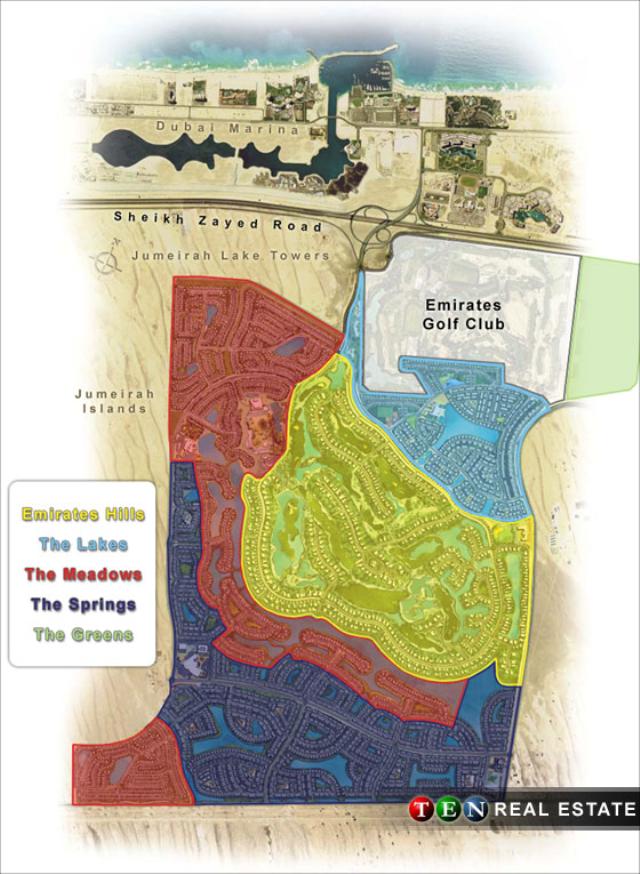 Dubai Marina
Sheikh Zayed Road
Jumeirah Lake Towers
Emirates
Golf Club
Jumeirah
Islands
Emirates Hills
The Lakes
The Meadows
The Springs
The Greens
TEN REAL ESTATE